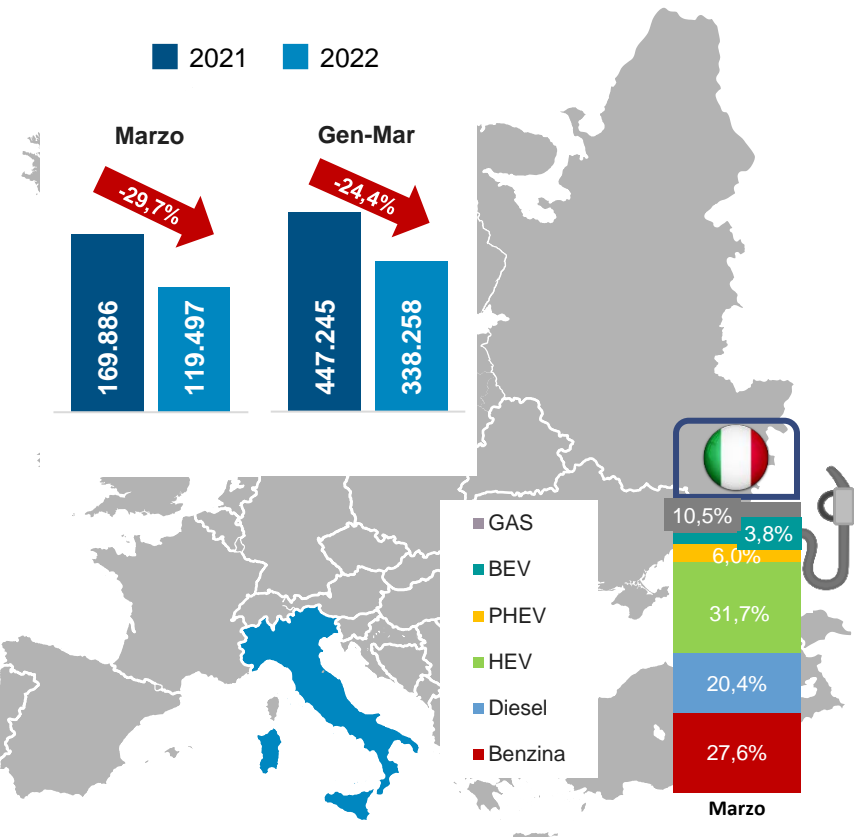 2021 2022
Marzo Gen-Mar
-29,7% -24,4%
169.886 119.497 447.245 338.258
GAS
BEV
PHEV
HEV
Diesel
Benzina
10,5%
3,8%
6,0%
31,7%
20,4%
27,6%
Marzo